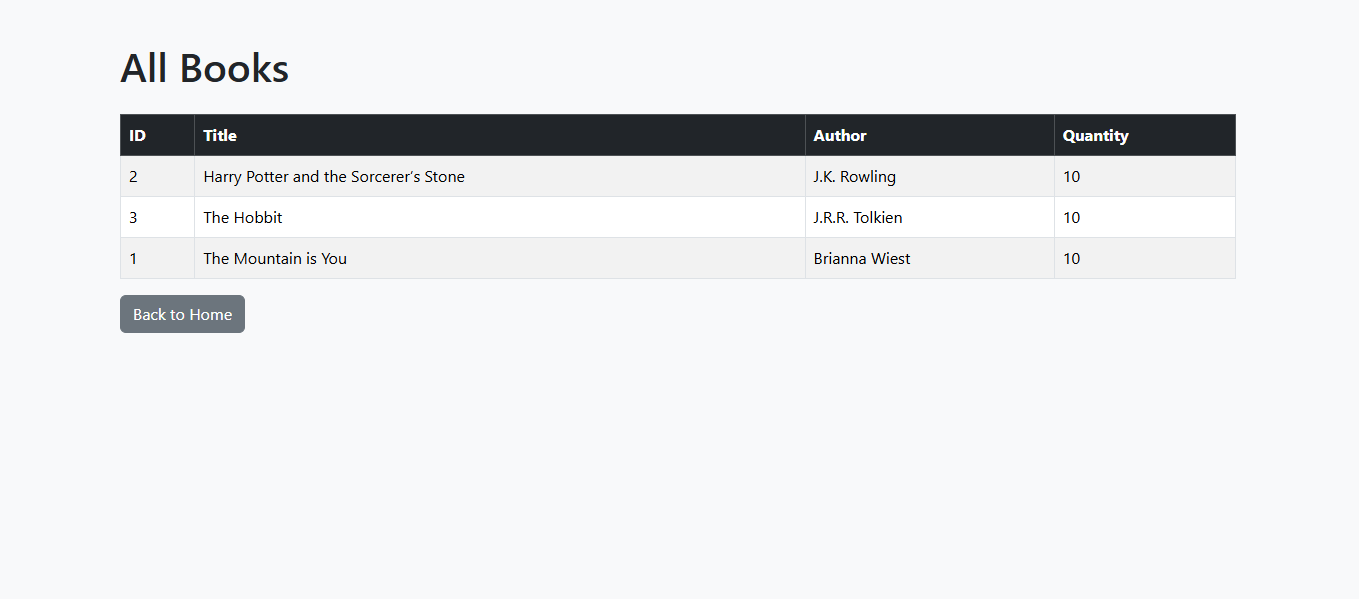 All Books
ID Title Author Quantity
2 Harry Potter and the Sorcerer’s Stone J.K. Rowling 10
3 The Hobbit J.R.R. Tolkien 10
1 The Mountain is You Brianna Wiest 10
Back to Home